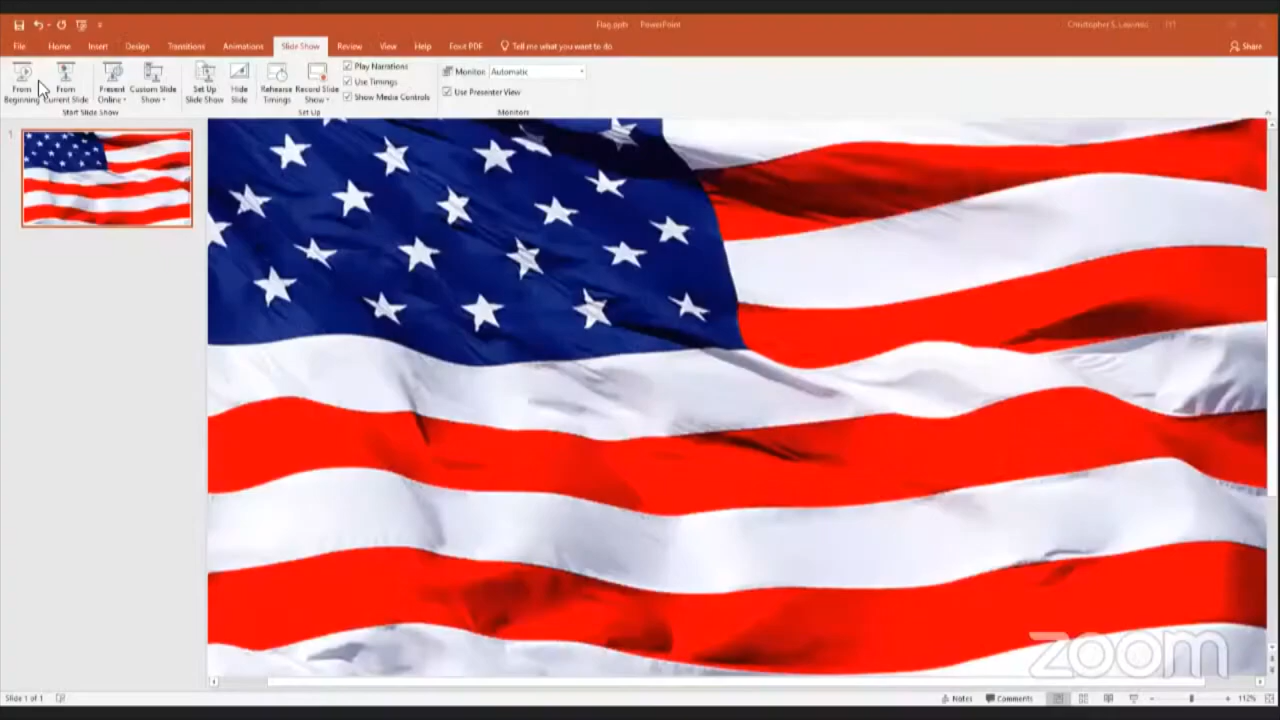 Flag.pptx - PowerPoint
File Home Insert Design Transitions Animations Slide Show Review View Help Foxit PDF Tell me what you want to do Share
From Beginning From Current Slide Present Online Custom Slide Show Set Up Slide Show Hide Slide Rehearse Timings Record Slide Show
Play Narrations
Use Timings
Show Media Controls
Monitor: Automatic
Use Presenter View
Start Slide Show Set Up Monitors
1
zoom
Slide 1 of 1 Notes Comments 112%